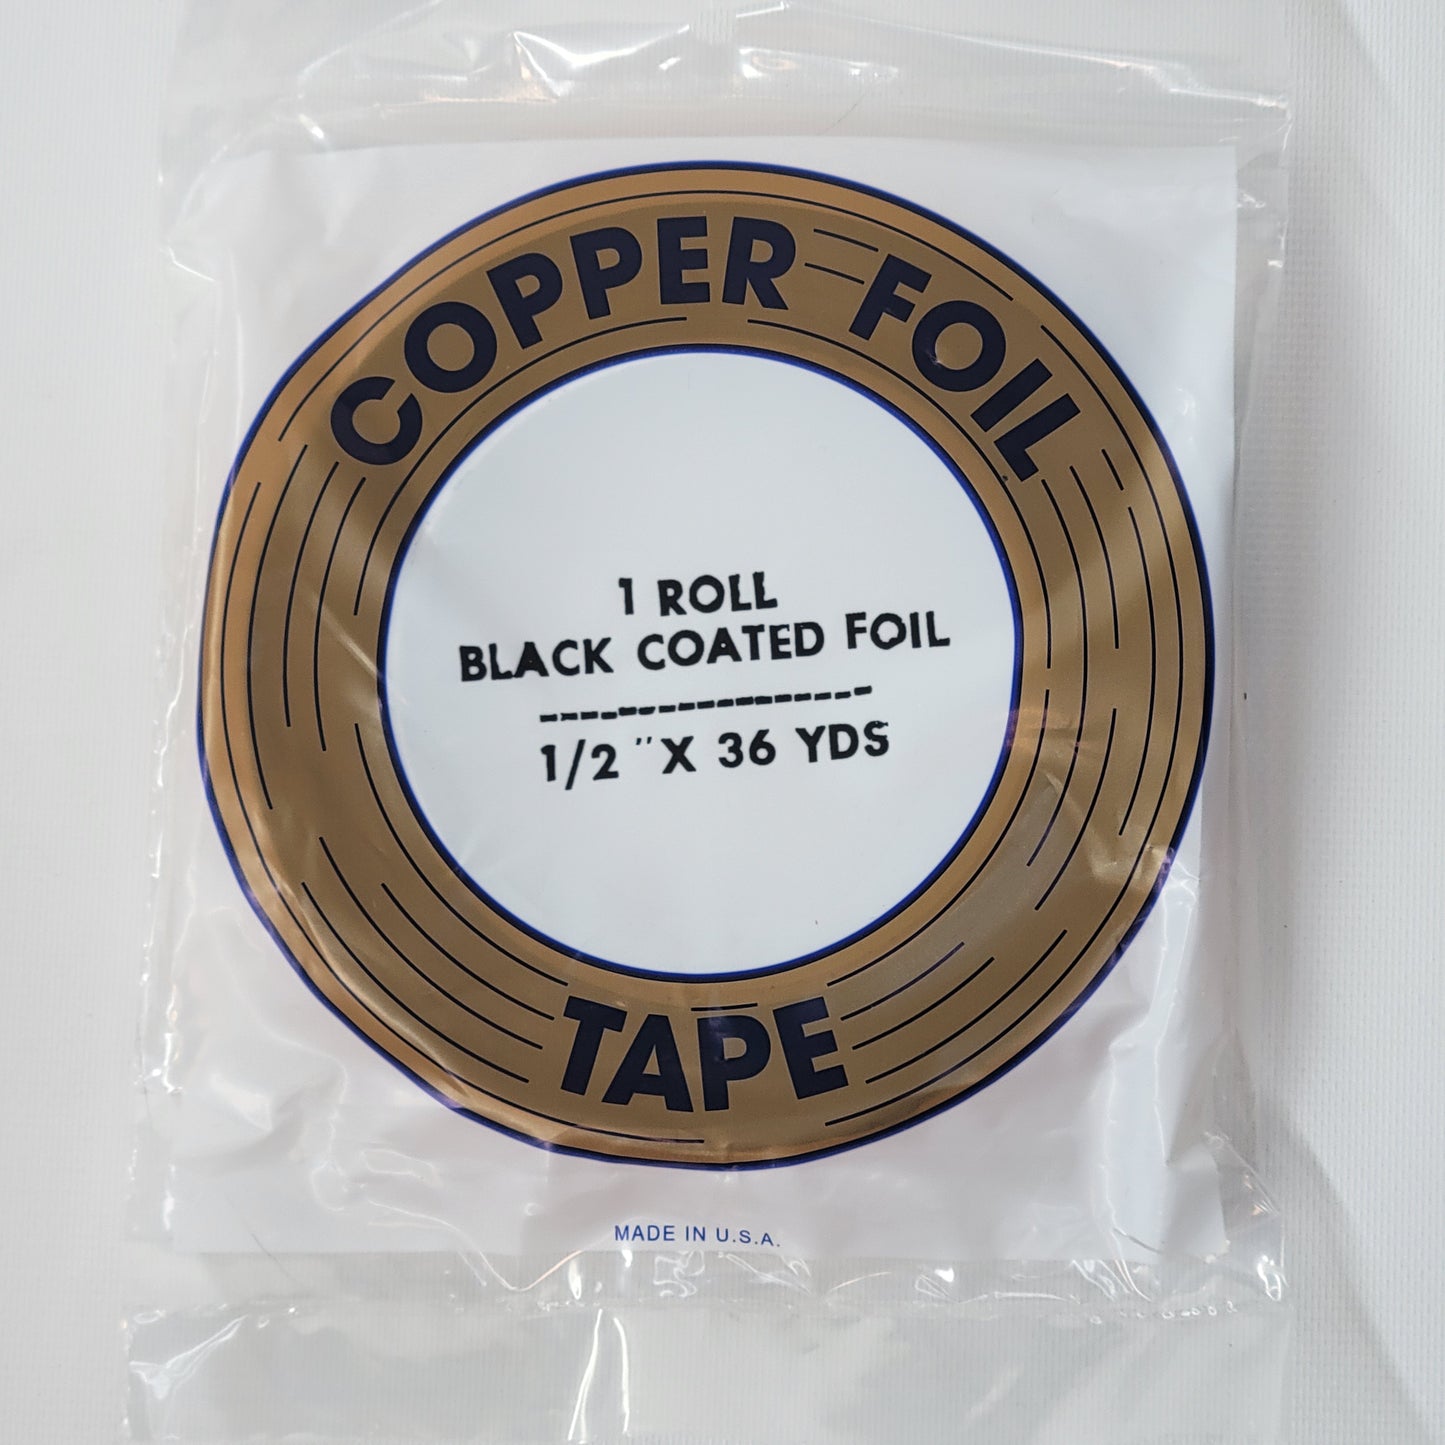 COPPER FOIL
1 ROLL
BLACK COATED FOIL
-----------------
1/2 "X 36 YDS
TAPE
MADE IN U.S.A.